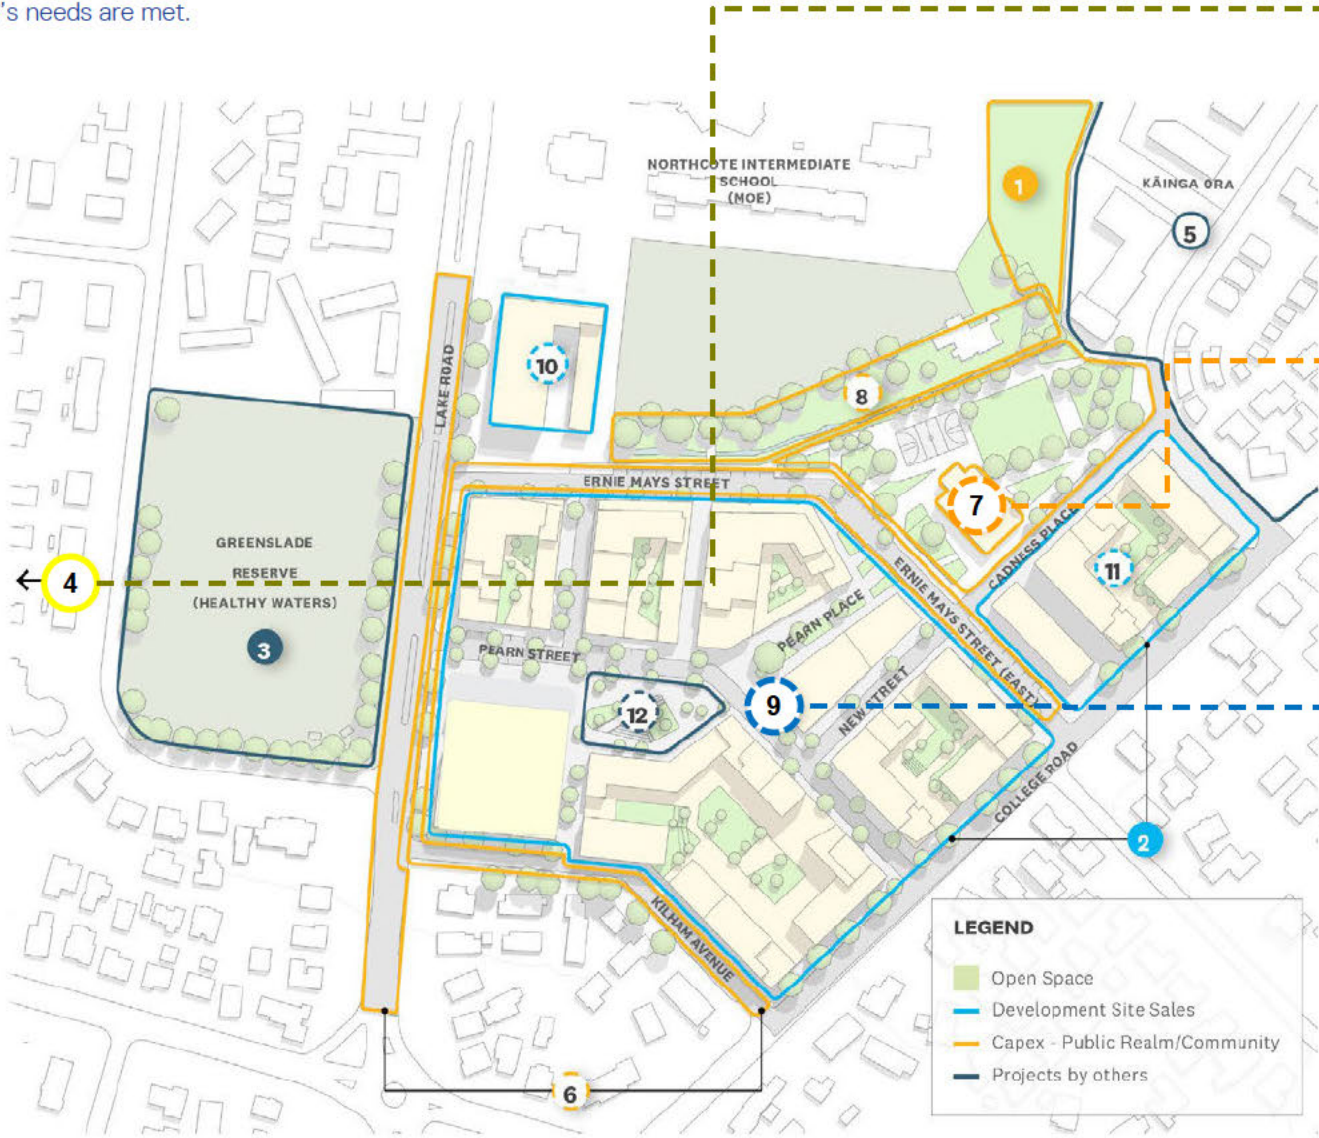 's needs are met.
NORTHCOTE INTERMEDIATE
SCHOOL
(MOE)
1
KĀINGA ORA
5
LAKE ROAD
10
8
ERNIE MAYS STREET
7
CADNESS PLACE
4
GREENSLADE
RESERVE
(HEALTHY WATERS)
3
11
ERNIE MAYS STREET (EAST)
PEARN PLACE
PEARN STREET
NEW STREET
12
9
COLLEGE ROAD
2
KILHAM AVENUE
6
LEGEND
Open Space
Development Site Sales
Capex - Public Realm/Community
Projects by others